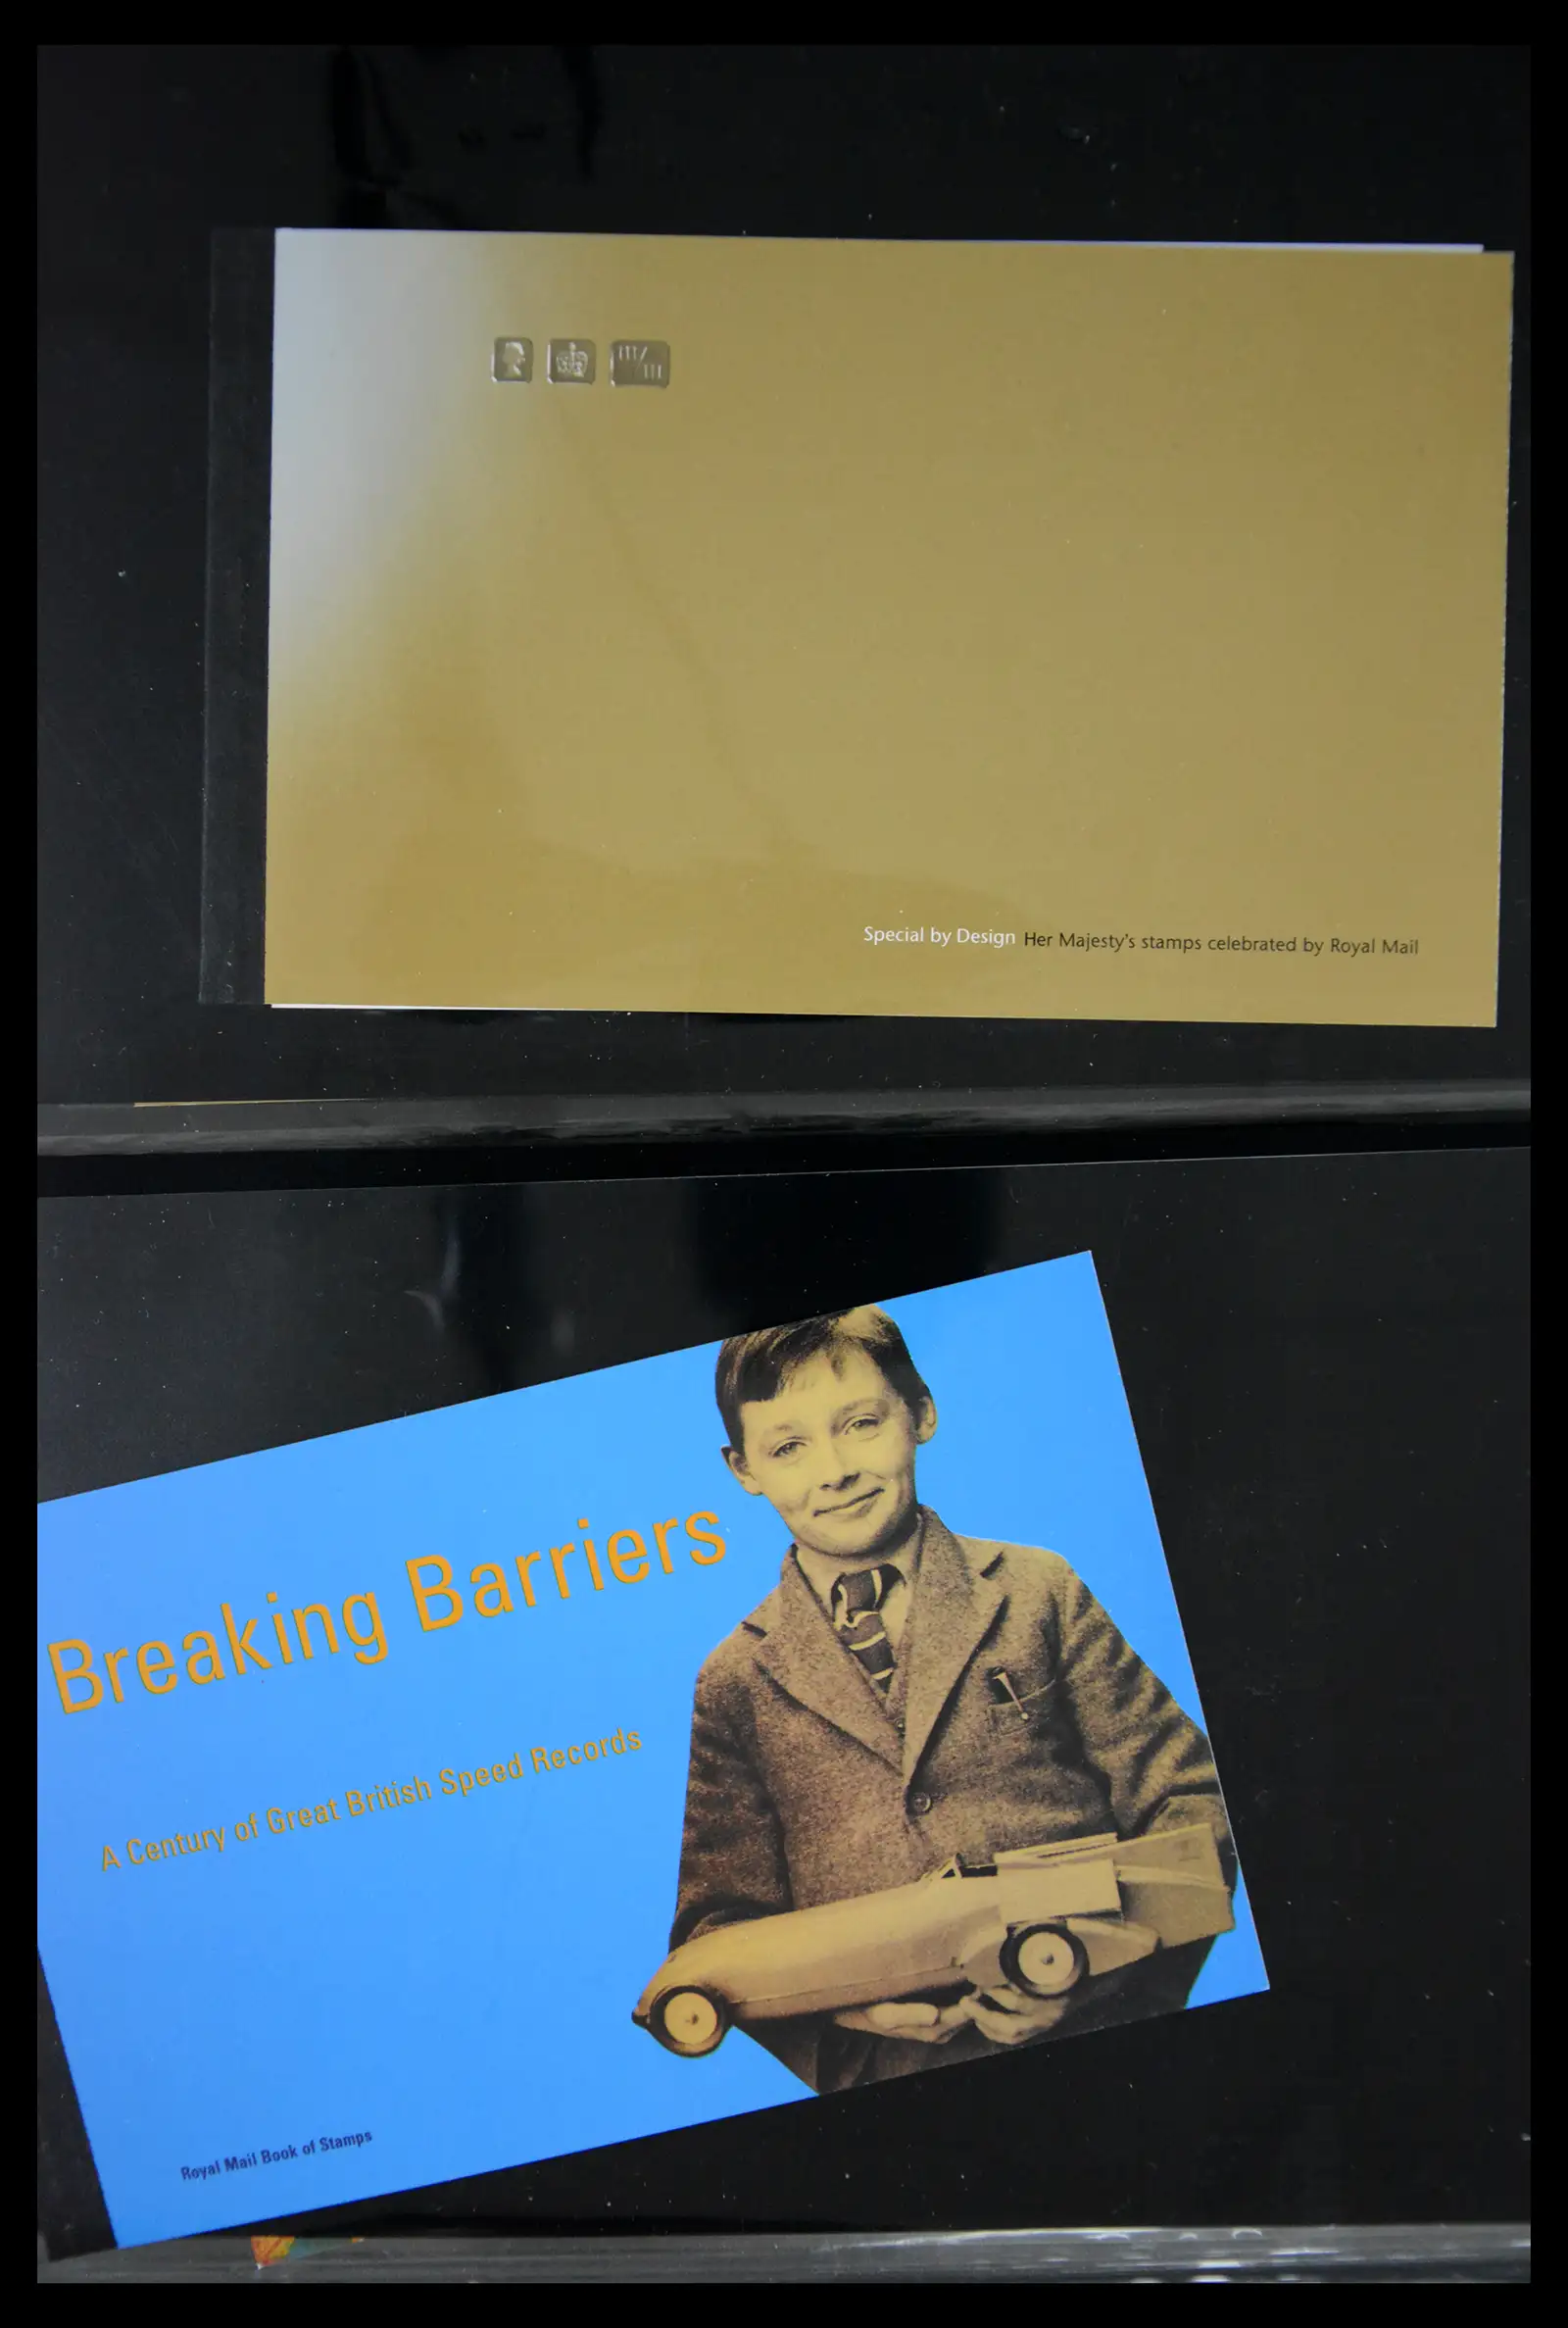 Special by Design Her Majesty's stamps celebrated by Royal Mail
Breaking Barriers
A Century of Great British Speed Records
Royal Mail Book of Stamps